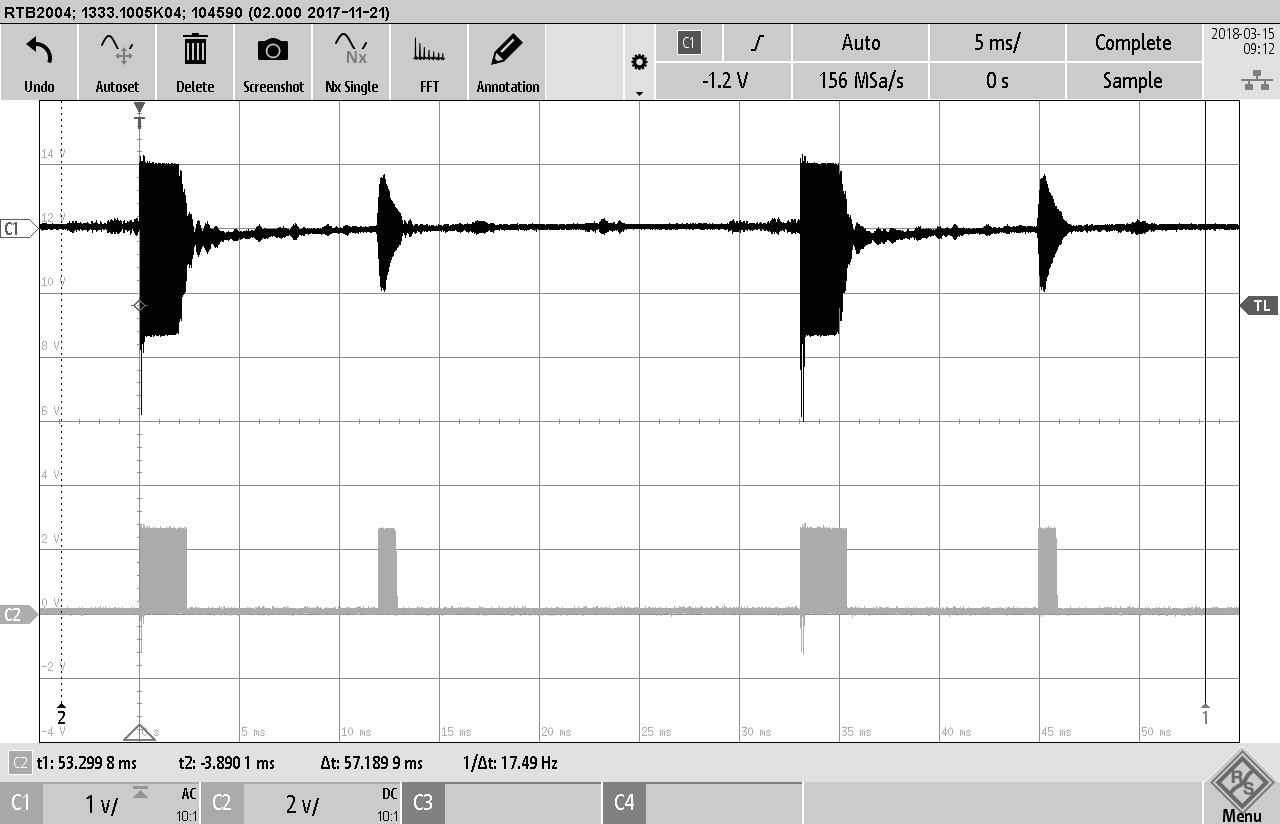 RTB2004; 1333.1005K04; 104590 (02.000 2017-11-21)
Undo
Autoset
Delete
Nx
Screenshot
Nx Single
FFT
Annotation
C1
Auto
5 ms/
Complete
2018-03-15
09:12
-1.2 V
156 MSa/s
0 s
Sample
T
14 V
12 V
C1
10 V
TL
8 V
6 V
4 V
2 V
0 V
C2
-2 V
2
1
-4 V
0 s
5 ms
10 ms
15 ms
20 ms
25 ms
30 ms
35 ms
40 ms
45 ms
50 ms
C2 t1: 53.299 8 ms t2: -3.890 1 ms Δt: 57.189 9 ms 1/Δt: 17.49 Hz
C1 1 V/ AC 10:1
C2 2 V/ DC 10:1
C3
C4
R S
Menu